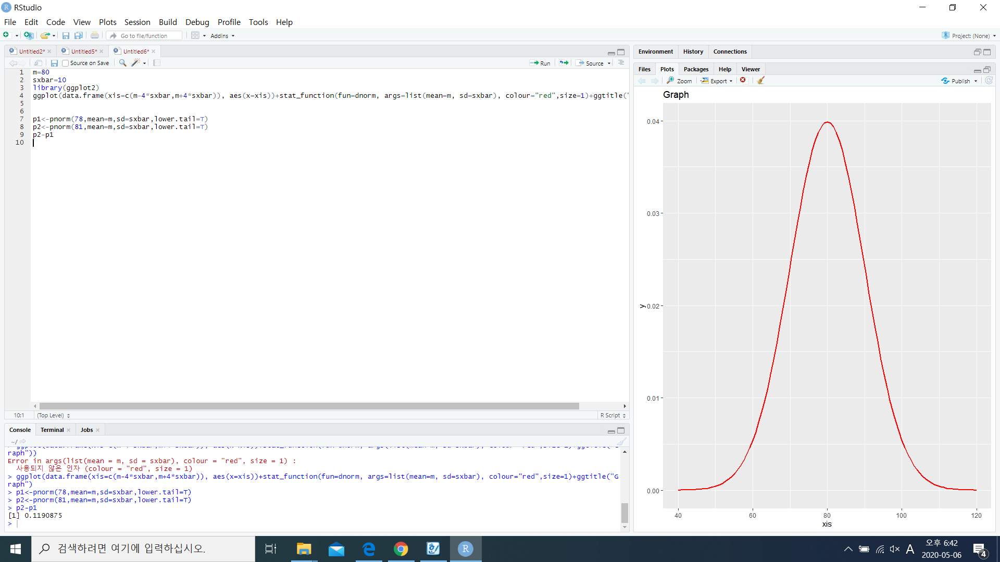 RStudio
File Edit Code View Plots Session Build Debug Profile Tools Help
Go to file/function Addins Project: (None)
Untitled2* Untitled5* Untitled6*
Source on Save Run Source
1 m=80
2 sxbar=10
3 library(ggplot2)
4 ggplot(data.frame(xis=c(m-4*sxbar,m+4*sxbar)), aes(x=xis))+stat_function(fun=dnorm, args=list(mean=m, sd=sxbar), colour="red",size=1)+ggtitle("
5
6
7 p1<-pnorm(78,mean=m,sd=sxbar,lower.tail=T)
8 p2<-pnorm(81,mean=m,sd=sxbar,lower.tail=T)
9 p2-p1
10
10:1 (Top Level) R Script
Console Terminal Jobs
~/
raph"))
Error in args(list(mean = m, sd = sxbar), colour = "red", size = 1) :
사용되지 않은 인자 (colour = "red", size = 1)
> ggplot(data.frame(xis=c(m-4*sxbar,m+4*sxbar)), aes(x=xis))+stat_function(fun=dnorm, args=list(mean=m, sd=sxbar), colour="red",size=1)+ggtitle("G
raph")
> p1<-pnorm(78,mean=m,sd=sxbar,lower.tail=T)
> p2<-pnorm(81,mean=m,sd=sxbar,lower.tail=T)
> p2-p1
[1] 0.1190875
>
Environment History Connections
Files Plots Packages Help Viewer
Zoom Export Publish
Graph
0.04
0.03
0.02
0.01
0.00
y
40 60 80 100 120
xis
검색하려면 여기에 입력하십시오.
A
오후 6:42
2020-05-06
4